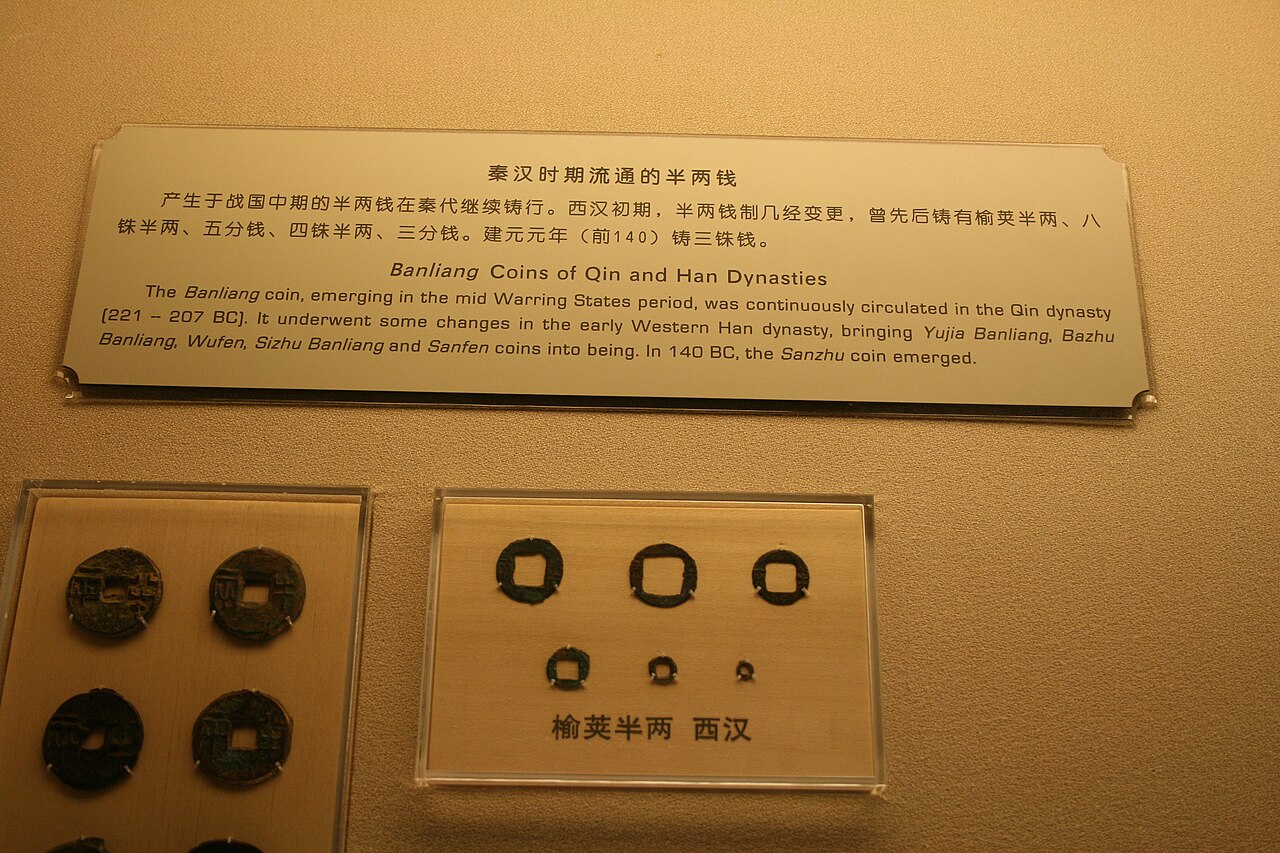 秦汉时期流通的半两钱
产生于战国中期的半两钱在秦代继续铸行。西汉初期，半两钱制几经变更，曾先后铸有榆荚半两、八
铢半两、五分钱、四铢半两、三分钱。建元元年（前140）铸三铢钱。
Banliang Coins of Qin and Han Dynasties
The Banliang coin, emerging in the mid Warring States period, was continuously circulated in the Qin dynasty
(221 – 207 BC). It underwent some changes in the early Western Han dynasty, bringing Yujia Banliang, Bazhu
Banliang, Wufen, Sizhu Banliang and Sanfen coins into being. In 140 BC, the Sanzhu coin emerged.
榆荚半两 西汉